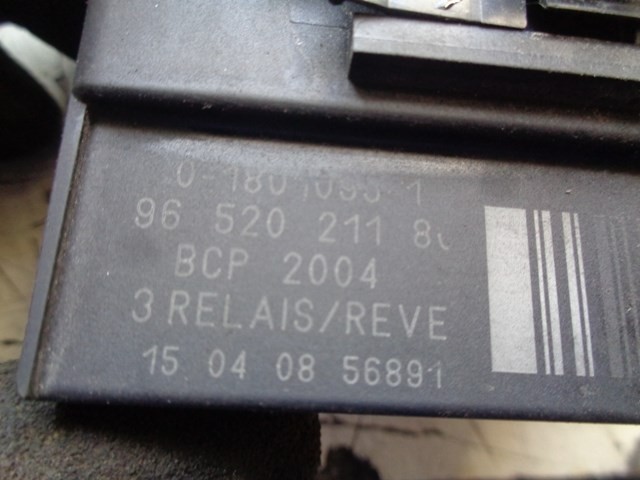 96 520 211
BCP 2004
3 RELAIS/REVE
15 04 08 56891